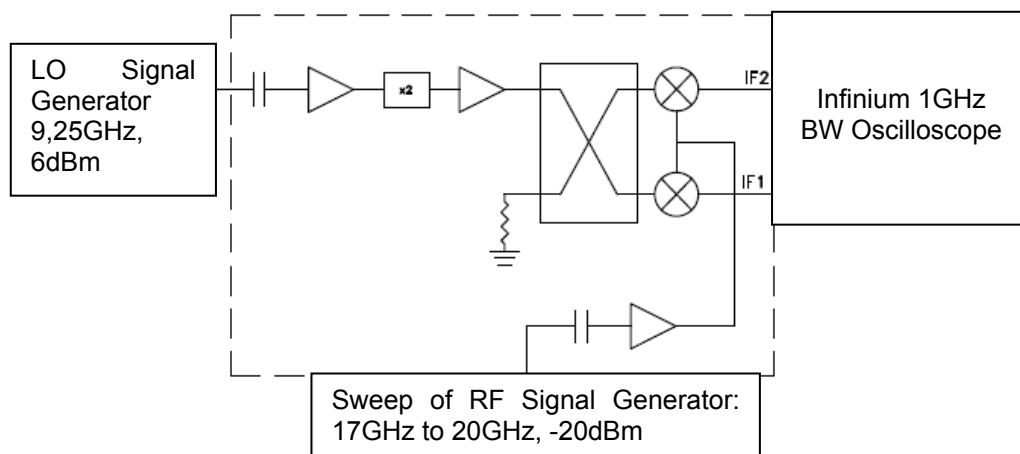 LO Signal
Generator
9,25GHz,
6dBm
x2
IF2
IF1
Infinium 1GHz
BW Oscilloscope
Sweep of RF Signal Generator:
17GHz to 20GHz, -20dBm